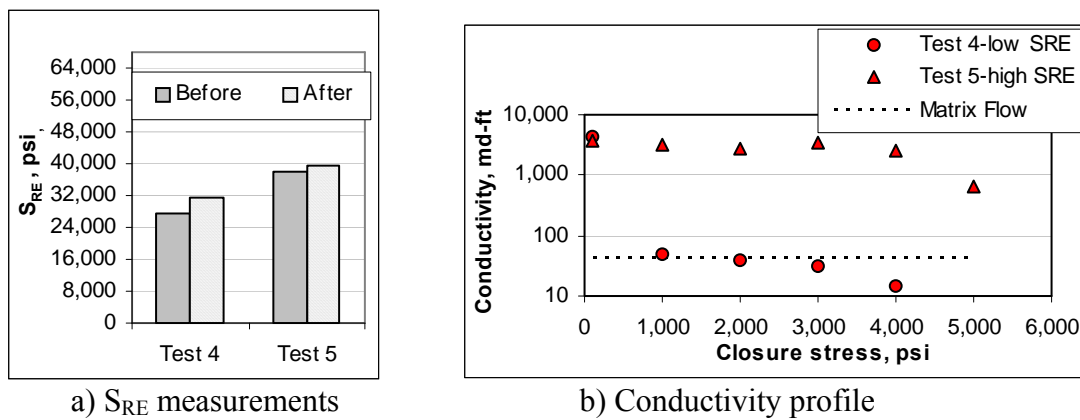 64,000
56,000
48,000
40,000
32,000
24,000
16,000
8,000
0
S_RE, psi
Before After
Test 4 Test 5
a) S_RE measurements
Test 4-low SRE
Test 5-high SRE
Matrix Flow
10,000
1,000
100
10
Conductivity, md-ft
0 1,000 2,000 3,000 4,000 5,000 6,000
Closure stress, psi
b) Conductivity profile